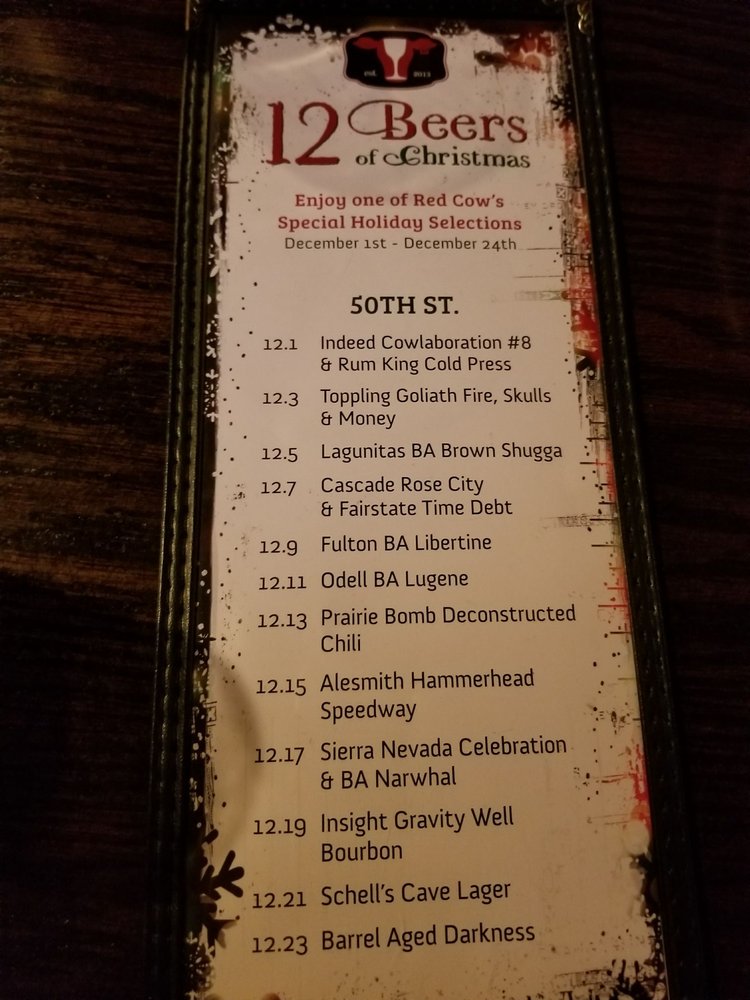 est. 2013
12 Beers
of Christmas
Enjoy one of Red Cow's
Special Holiday Selections
December 1st - December 24th
50TH ST.
12.1 Indeed Cowlaboration #8
& Rum King Cold Press
12.3 Toppling Goliath Fire, Skulls
& Money
12.5 Lagunitas BA Brown Shugga
12.7 Cascade Rose City
& Fairstate Time Debt
12.9 Fulton BA Libertine
12.11 Odell BA Lugene
12.13 Prairie Bomb Deconstructed
Chili
12.15 Alesmith Hammerhead
Speedway
12.17 Sierra Nevada Celebration
& BA Narwhal
12.19 Insight Gravity Well
Bourbon
12.21 Schell's Cave Lager
12.23 Barrel Aged Darkness